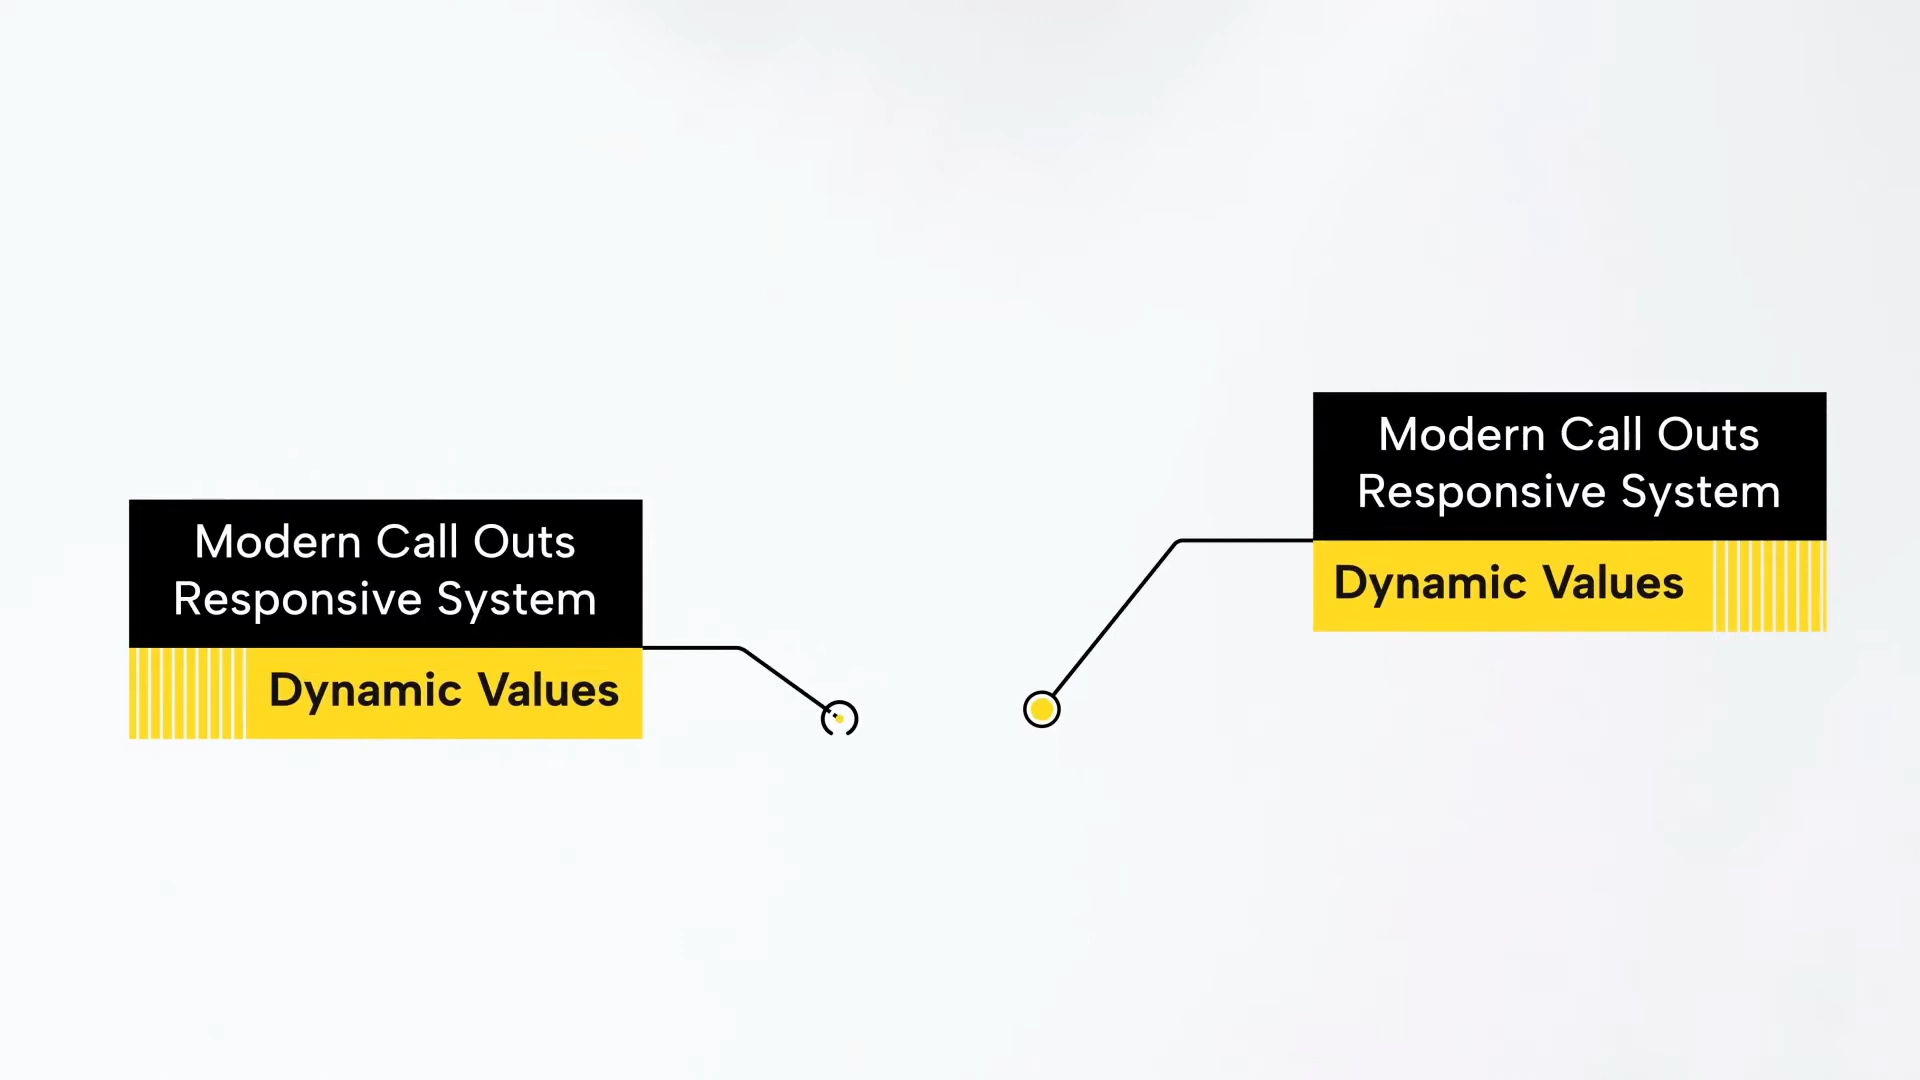 Modern Call Outs
Responsive System
Dynamic Values
Modern Call Outs
Responsive System
Dynamic Values